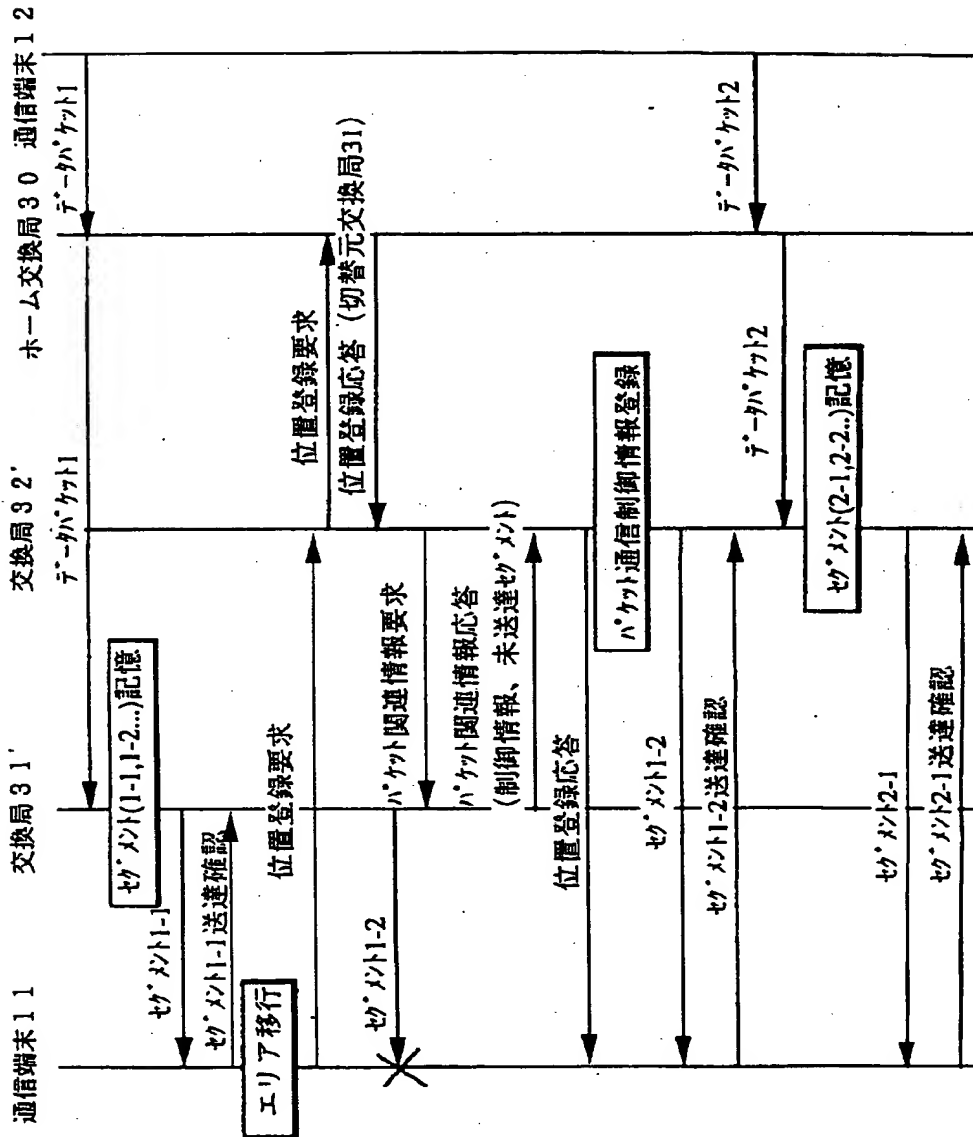 通信端末１１
交換局３１'
交換局３２'
ホーム交換局３０
通信端末１２
ﾃﾞｰﾀﾊﾟｹｯﾄ1
ﾃﾞｰﾀﾊﾟｹｯﾄ1
ｾｸﾞﾒﾝﾄ(1-1,1-2...)記憶
ｾｸﾞﾒﾝﾄ1-1
ｾｸﾞﾒﾝﾄ1-1送達確認
エリア移行
位置登録要求
位置登録要求
位置登録応答（切替元交換局31)
ﾊﾟｹｯﾄ関連情報要求
ｾｸﾞﾒﾝﾄ1-2
ﾊﾟｹｯﾄ関連情報応答
(制御情報、未送達ｾｸﾞﾒﾝﾄ)
位置登録応答
ﾊﾟｹｯﾄ通信制御情報登録
ｾｸﾞﾒﾝﾄ1-2
ｾｸﾞﾒﾝﾄ1-2送達確認
ﾃﾞｰﾀﾊﾟｹｯﾄ2
ﾃﾞｰﾀﾊﾟｹｯﾄ2
ｾｸﾞﾒﾝﾄ(2-1,2-2..)記憶
ｾｸﾞﾒﾝﾄ2-1
ｾｸﾞﾒﾝﾄ2-1送達確認